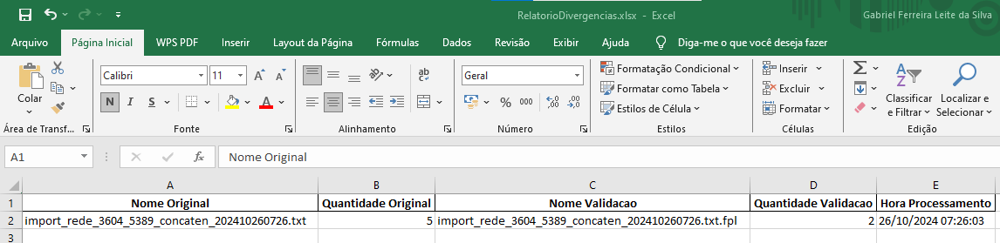 RelatorioDivergencias.xlsx - Excel
Gabriel Ferreira Leite da Silva
Arquivo Página Inicial WPS PDF Inserir Layout da Página Fórmulas Dados Revisão Exibir Ajuda Diga-me o que você deseja fazer
Colar
Calibri 11
N I S
A
ab
c
Geral
% 000
Formatação Condicional
Formatar como Tabela
Estilos de Célula
Inserir
Excluir
Formatar
Classificar
e Filtrar
Localizar e
Selecionar
Área de Transf... Fonte Alinhamento Número Estilos Células Edição
A1 fx Nome Original
A B C D E
1 Nome Original Quantidade Original Nome Validacao Quantidade Validacao Hora Processamento
2 import_rede_3604_5389_concaten_202410260726.txt 5 import_rede_3604_5389_concaten_202410260726.txt.fpl 2 26/10/2024 07:26:03
3